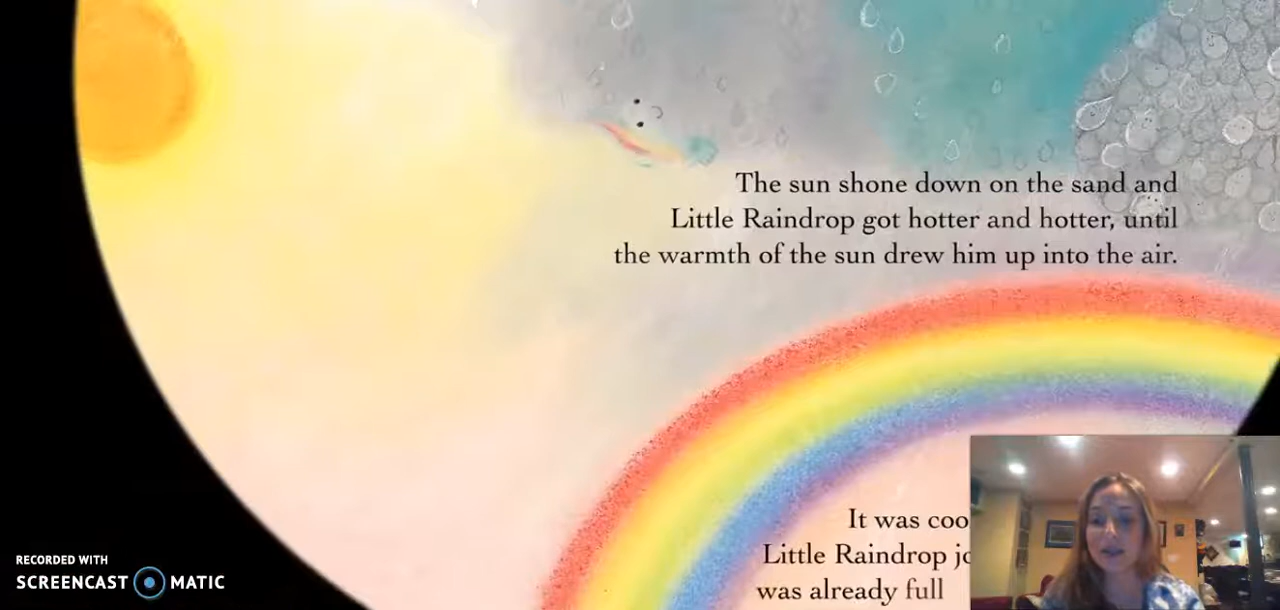 The sun shone down on the sand and
Little Raindrop got hotter and hotter, until
the warmth of the sun drew him up into the air.
It was
Little Raindrop
was already full
RECORDED WITH
SCREENCAST MATIC